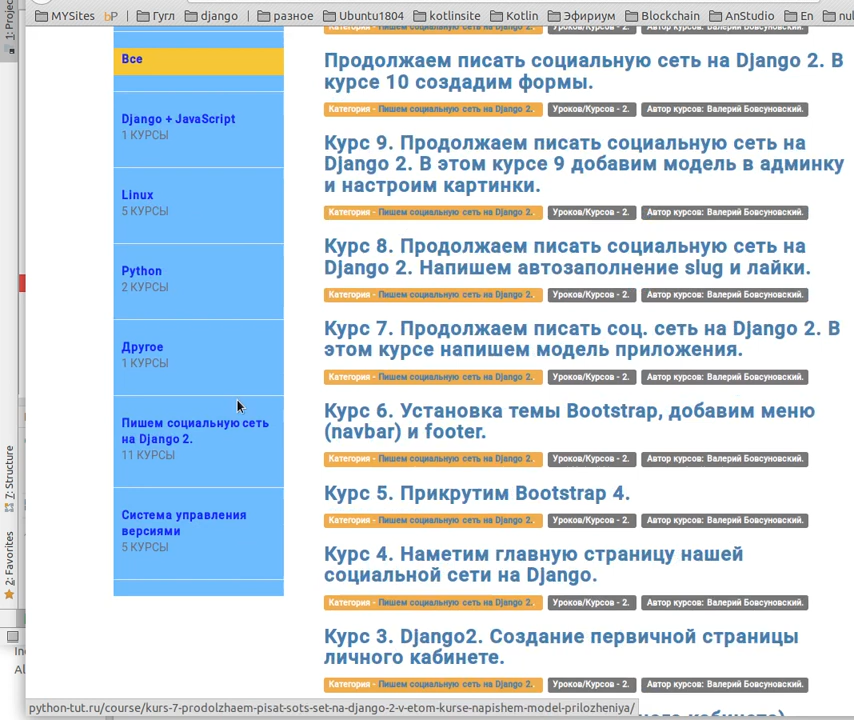 1: Projec
MYSites bP Гугл django разное Ubuntu1804 kotlinsite Kotlin Эфириум Blockchain AnStudio En nul
Все
Django + JavaScript
1 КУРСЫ
Linux
5 КУРСЫ
Python
2 КУРСЫ
Другое
1 КУРСЫ
Пишем социальную сеть
на Django 2.
11 КУРСЫ
Система управления
версиями
5 КУРСЫ
7: Structure
2: Favorites
Продолжаем писать социальную сеть на Django 2. В
курсе 10 создадим формы.
Категория - Пишем социальную сеть на Django 2. Уроков/Курсов - 2. Автор курсов: Валерий Бовсуновский.
Курс 9. Продолжаем писать социальную сеть на
Django 2. В этом курсе 9 добавим модель в админку
и настроим картинки.
Категория - Пишем социальную сеть на Django 2. Уроков/Курсов - 2. Автор курсов: Валерий Бовсуновский.
Курс 8. Продолжаем писать социальную сеть на
Django 2. Напишем автозаполнение slug и лайки.
Категория - Пишем социальную сеть на Django 2. Уроков/Курсов - 2. Автор курсов: Валерий Бовсуновский.
Курс 7. Продолжаем писать соц. сеть на Django 2. В
этом курсе напишем модель приложения.
Категория - Пишем социальную сеть на Django 2. Уроков/Курсов - 2. Автор курсов: Валерий Бовсуновский.
Курс 6. Установка темы Bootstrap, добавим меню
(navbar) и footer.
Категория - Пишем социальную сеть на Django 2. Уроков/Курсов - 2. Автор курсов: Валерий Бовсуновский.
Курс 5. Прикрутим Bootstrap 4.
Категория - Пишем социальную сеть на Django 2. Уроков/Курсов - 2. Автор курсов: Валерий Бовсуновский.
Курс 4. Наметим главную страницу нашей
социальной сети на Django.
Категория - Пишем социальную сеть на Django 2. Уроков/Курсов - 2. Автор курсов: Валерий Бовсуновский.
Курс 3. Django2. Создание первичной страницы
личного кабинете.
Категория - Пишем социальную сеть на Django 2. Уроков/Курсов - 2. Автор курсов: Валерий Бовсуновский.
In
Al
python-tut.ru/course/kurs-7-prodolzhaem-pisat-sots-set-na-django-2-v-etom-kurse-napishem-model-prilozheniya/